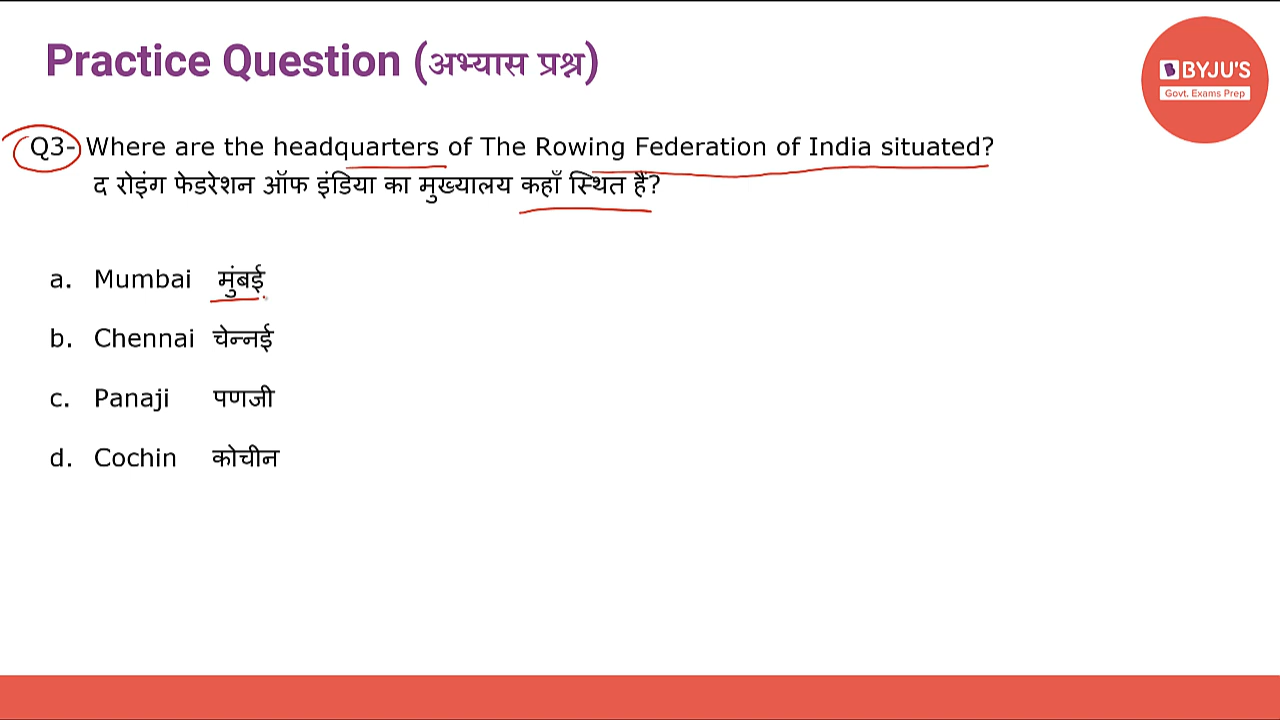 Practice Question (अभ्यास प्रश्न)
BYJU'S
Govt. Exams Prep
Q3- Where are the headquarters of The Rowing Federation of India situated?
द रोइंग फेडरेशन ऑफ इंडिया का मुख्यालय कहाँ स्थित हैं?
a. Mumbai मुंबई
b. Chennai चेन्नई
c. Panaji पणजी
d. Cochin कोचीन